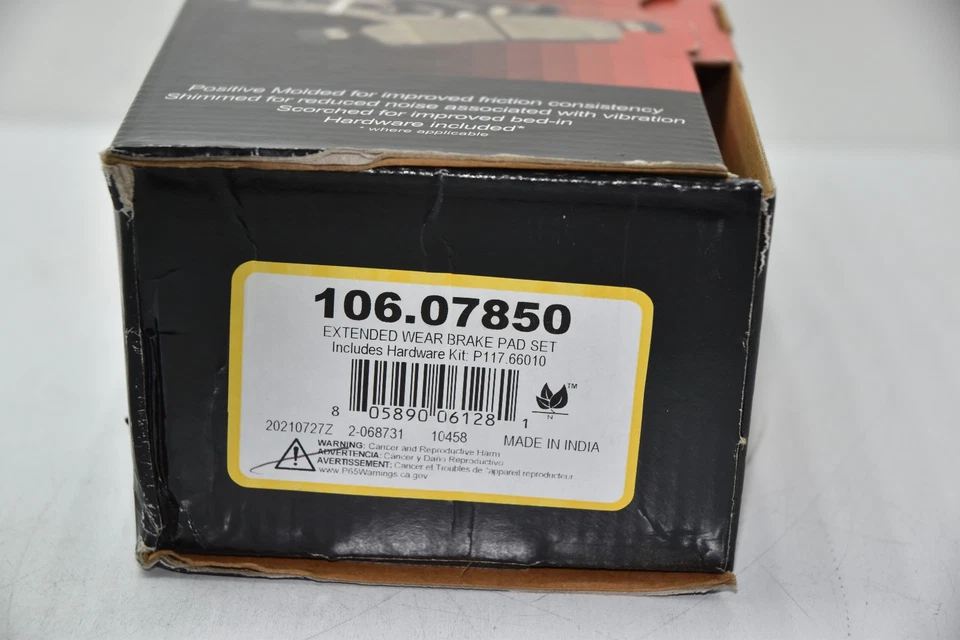 Positive Molded for improved friction consistency
Shimmed for reduced noise associated with vibration
Scorched for improved bed-in
Hardware included*
* where applicable
106.07850
EXTENDED WEAR BRAKE PAD SET
Includes Hardware Kit: P117.66010
TM
N
8 05890 06128 1
20210727Z 2-068731 10458 MADE IN INDIA
WARNING: Cancer and Reproductive Harm
ADVERTENCIA: Cáncer y Daño Reproductivo
AVERTISSEMENT: Cancer et Troubles de "appareil reproducteur
www.P65Warnings.ca.gov